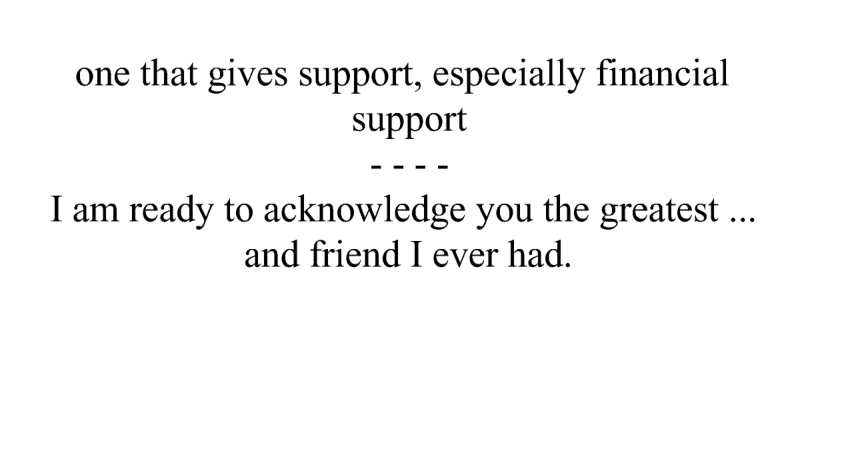 one that gives support, especially financial
support
- - - -
I am ready to acknowledge you the greatest ...
and friend I ever had.